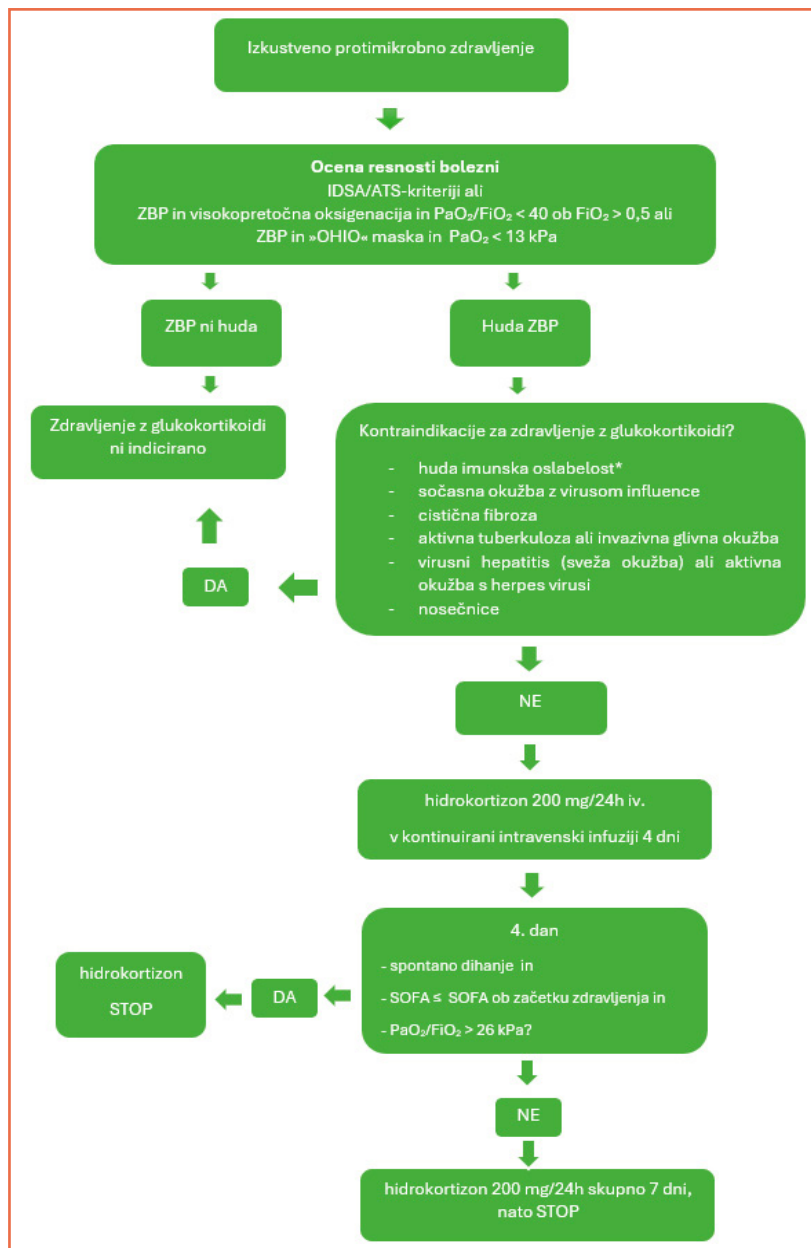 Izkustveno protimikrobno zdravljenje
Ocena resnosti bolezni
IDSA/ATS-kriteriji ali
ZBP in visokopretočna oksigenacija in PaO₂/FiO₂ < 40 ob FiO₂ > 0,5 ali
ZBP in »OHIO« maska in PaO₂ < 13 kPa
ZBP ni huda
Huda ZBP
Zdravljenje z glukokortikoidi
ni indicirano
Kontraindikacije za zdravljenje z glukokortikoidi?
- huda imunska oslabelost*
- sočasna okužba z virusom influence
- cistična fibroza
- aktivna tuberkuloza ali invazivna glivna okužba
- virusni hepatitis (sveža okužba) ali aktivna
okužba s herpes virusi
- nosečnice
DA
NE
hidrokortizon 200 mg/24h iv.
v kontinuirani intravenski infuziji 4 dni
4. dan
- spontano dihanje in
- SOFA ≤ SOFA ob začetku zdravljenja in
- PaO₂/FiO₂ > 26 kPa?
DA
hidrokortizon
STOP
NE
hidrokortizon 200 mg/24h skupno 7 dni,
nato STOP